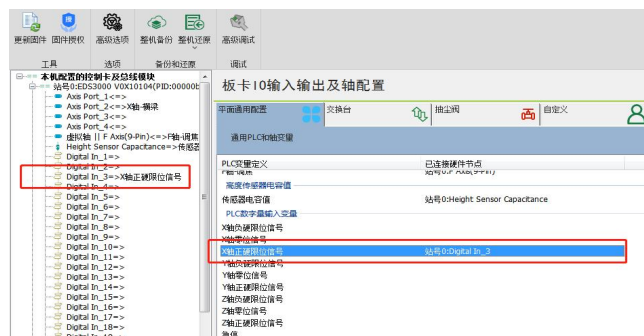 更新固件 固件授权 高级选项 整机备份 整机还原 高级调试
工具 选项 备份和还原 调试
本机配置的控制卡及总线模块
站号0:EDS3000 V0X10104(PID:00000b
Axis Port_1<=>
Axis Port_2<=>X轴-横梁
Axis Port_3<=>
Axis Port_4<=>
虚拟轴 || F Axis(9-Pin)<=>F轴-调焦
Height Sensor Capacitance=>传感器
Digital In_1=>
Digital In_2=>
Digital In_3=>X轴正硬限位信号
Digital In_4=>
Digital In_5=>
Digital In_6=>
Digital In_7=>
Digital In_8=>
Digital In_9=>
Digital In_10=>
Digital In_11=>
Digital In_12=>
Digital In_13=>
Digital In_14=>
Digital In_15=>
Digital In_16=>
Digital In_17=>
Digital In_18=>
板卡IO输入输出及轴配置
平面通用配置 交换台 抽尘阀 自定义
通用PLC和轴变量
PLC变量定义 已连接硬件节点
F轴-调焦 站号0:F Axis(9-Pin)
高度传感器电容值
传感器电容值 站号0:Height Sensor Capacitance
PLC数字量输入变量
X轴负硬限位信号
X轴零位信号
X轴正硬限位信号 站号0:Digital In_3
Y轴负硬限位信号
Y轴零位信号
Y轴正硬限位信号
Z轴负硬限位信号
Z轴零位信号
Z轴正硬限位信号
急停